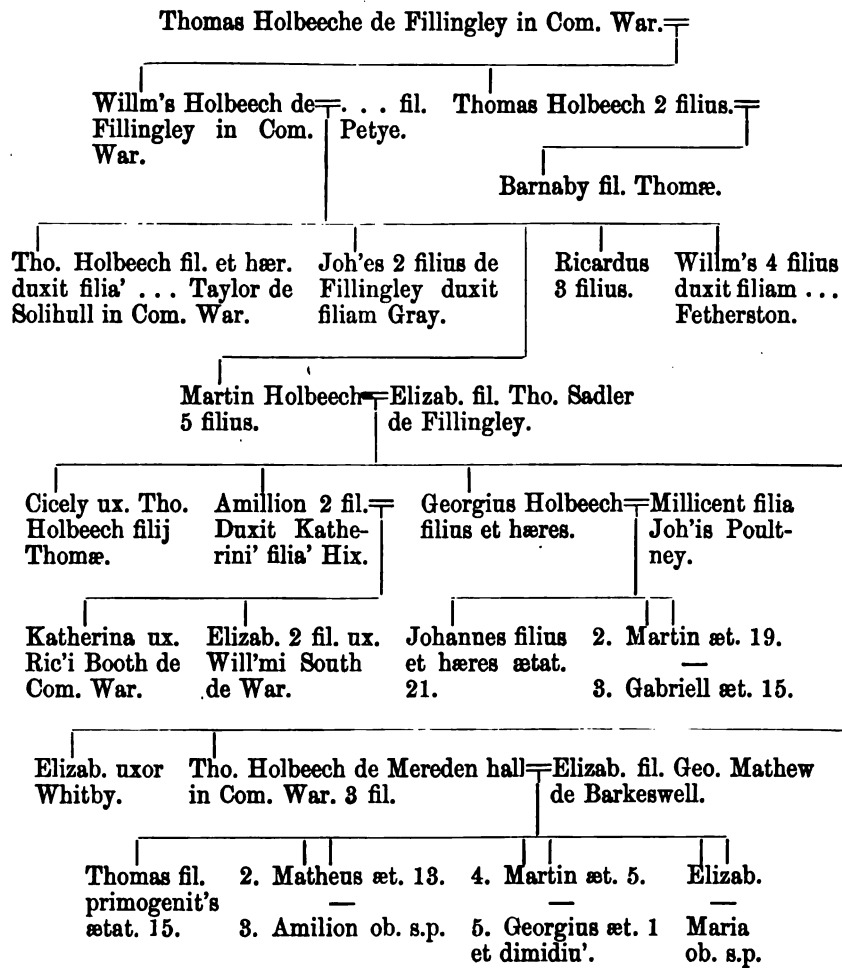 Thomas Holbeeche de Fillingley in Com. War.
Willm's Holbeech de
Fillingley in Com.
War.
. . . fil.
Petye.
Thomas Holbeech 2 filius.
Barnaby fil. Thomæ.
Tho. Holbeech fil. et hær.
duxit filia' ... Taylor de
Solihull in Com. War.
Joh'es 2 filius de
Fillingley duxit
filiam Gray.
Ricardus
3 filius.
Willm's 4 filius
duxit filiam ...
Fetherston.
Martin Holbeech
5 filius.
Elizab. fil. Tho. Sadler
de Fillingley.
Cicely ux. Tho.
Holbeech filij
Thomæ.
Amillion 2 fil.
Duxit Kathe-
rini' filia' Hix.
Georgius Holbeech
filius et hæres.
Millicent filia
Joh'is Poult-
ney.
Katherina ux.
Ric'i Booth de
Com. War.
Elizab. 2 fil. ux.
Will'mi South
de War.
Johannes filius
et hæres ætat.
21.
2. Martin æt. 19.
—
3. Gabriell æt. 15.
Elizab. uxor
Whitby.
Tho. Holbeech de Mereden hall
in Com. War. 3 fil.
Elizab. fil. Geo. Mathew
de Barkeswell.
Thomas fil.
primogenit's
ætat. 15.
2. Matheus æt. 13.
—
3. Amilion ob. s.p.
4. Martin æt. 5.
—
5. Georgius æt. 1
et dimidiu'.
Elizab.
—
Maria
ob. s.p.